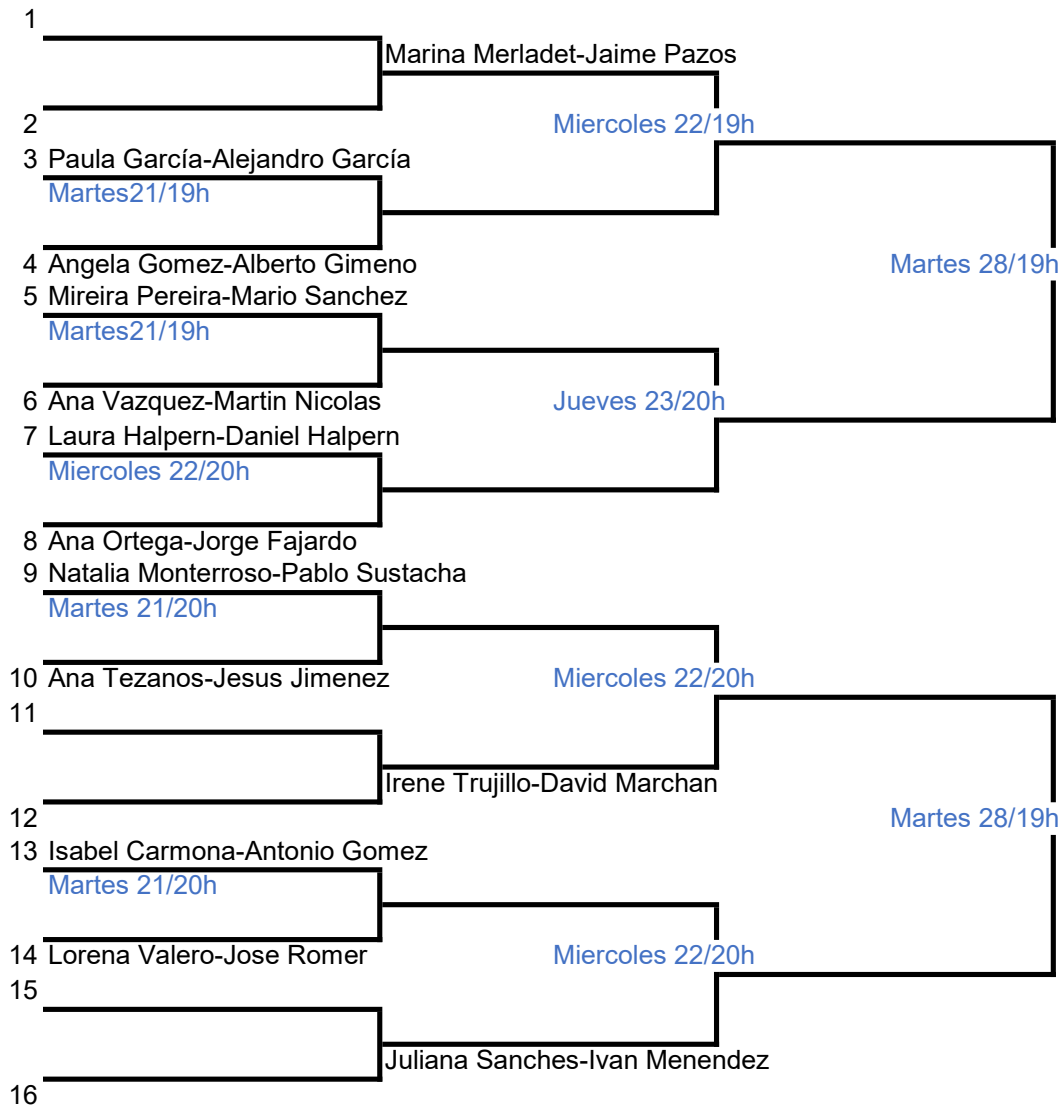 1
Marina Merladet-Jaime Pazos
2
Miercoles 22/19h
3 Paula García-Alejandro García
Martes21/19h
4 Angela Gomez-Alberto Gimeno
Martes 28/19h
5 Mireira Pereira-Mario Sanchez
Martes21/19h
6 Ana Vazquez-Martin Nicolas
Jueves 23/20h
7 Laura Halpern-Daniel Halpern
Miercoles 22/20h
8 Ana Ortega-Jorge Fajardo
9 Natalia Monterroso-Pablo Sustacha
Martes 21/20h
10 Ana Tezanos-Jesus Jimenez
Miercoles 22/20h
11
Irene Trujillo-David Marchan
12
Martes 28/19h
13 Isabel Carmona-Antonio Gomez
Martes 21/20h
14 Lorena Valero-Jose Romer
Miercoles 22/20h
15
Juliana Sanches-Ivan Menendez
16